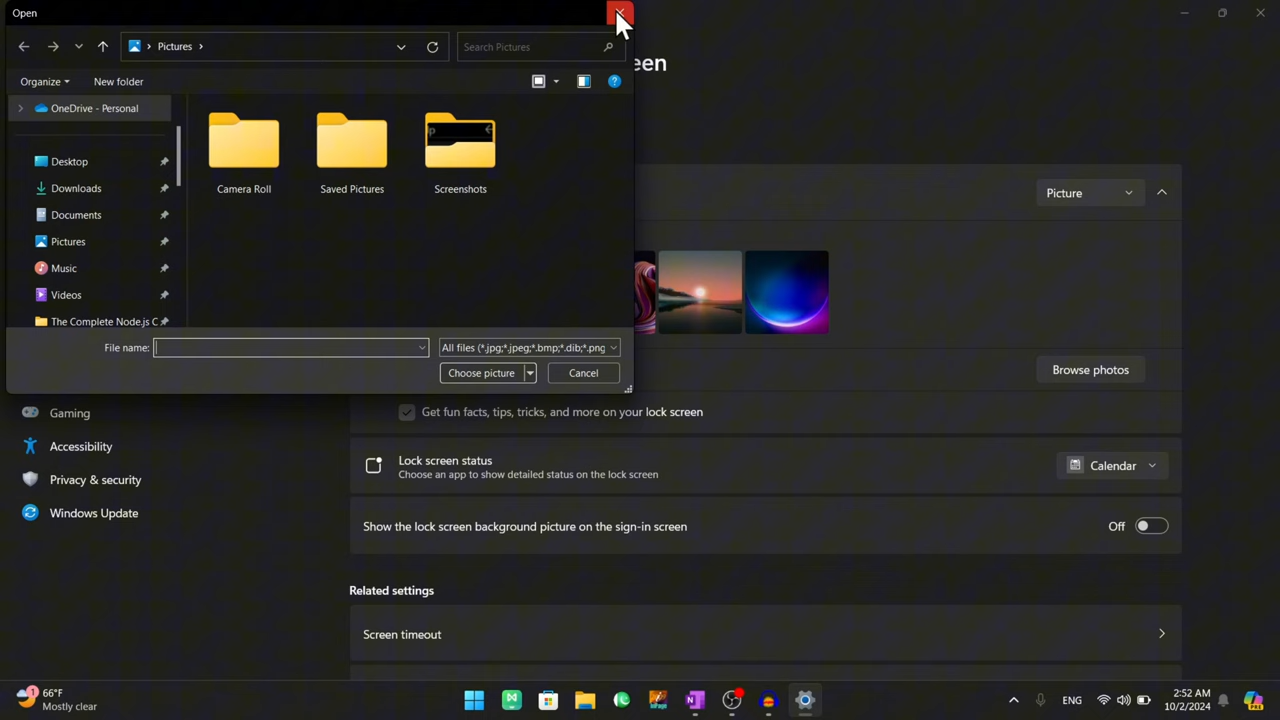 Open
een
Pictures
Search Pictures
Organize
New folder
OneDrive - Personal
Desktop
Downloads
Documents
Pictures
Music
Videos
The Complete Node.js C
Camera Roll
Saved Pictures
Screenshots
File name:
All files (*.jpg;*.jpeg;*.bmp;*.dib;*.png
Choose picture
Cancel
Picture
Browse photos
Get fun facts, tips, tricks, and more on your lock screen
Lock screen status
Choose an app to show detailed status on the lock screen
Calendar
Show the lock screen background picture on the sign-in screen
Off
Related settings
Screen timeout
Gaming
Accessibility
Privacy & security
Windows Update
1
66°F
Mostly clear
ENG
2:52 AM
10/2/2024